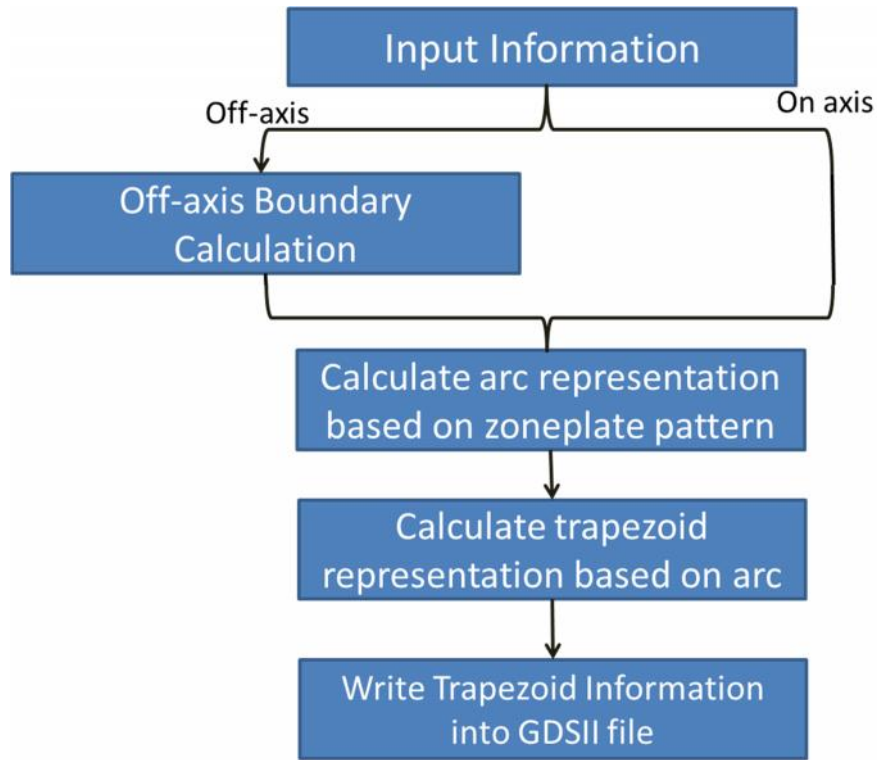 Input Information
Off-axis
On axis
Off-axis Boundary
Calculation
Calculate arc representation
based on zoneplate pattern
Calculate trapezoid
representation based on arc
Write Trapezoid Information
into GDSII file